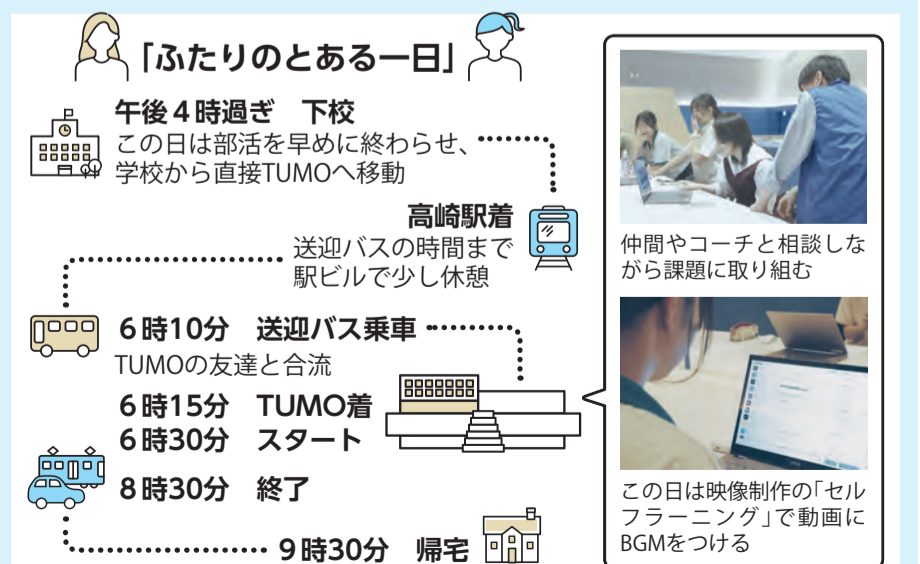 「ふたりのとある一日」
午後4時過ぎ　下校
この日は部活を早めに終わらせ、
学校から直接TUMOへ移動
高崎駅着
送迎バスの時間まで
駅ビルで少し休憩
6時10分　送迎バス乗車
TUMOの友達と合流
6時15分　TUMO着
6時30分　スタート
8時30分　終了
9時30分　帰宅
仲間やコーチと相談しな
がら課題に取り組む
この日は映像制作の「セル
フラーニング」で動画に
BGMをつける